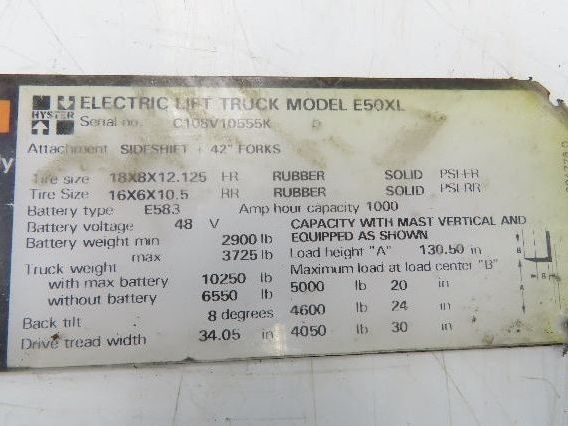 HYSTER ELECTRIC LIFT TRUCK MODEL E50XL
Serial no. C108V10555K
Attachment SIDESHIFT + 42" FORKS
Tire size 18X8X12.125 FR RUBBER SOLID PSI-FR
Tire Size 16X6X10.5 RR RUBBER SOLID PSI-RR
Battery type E583 Amp hour capacity 1000
Battery voltage 48 V CAPACITY WITH MAST VERTICAL AND
Battery weight min 2900 lb EQUIPPED AS SHOWN
max 3725 lb Load height "A" 130.50 in
Truck weight Maximum load at load center "B"
with max battery 10250 lb 5000 lb 20 in
without battery 6550 lb 4600 lb 24 in
Back tilt 8 degrees
Drive tread width 34.05 in 4050 lb 30 in